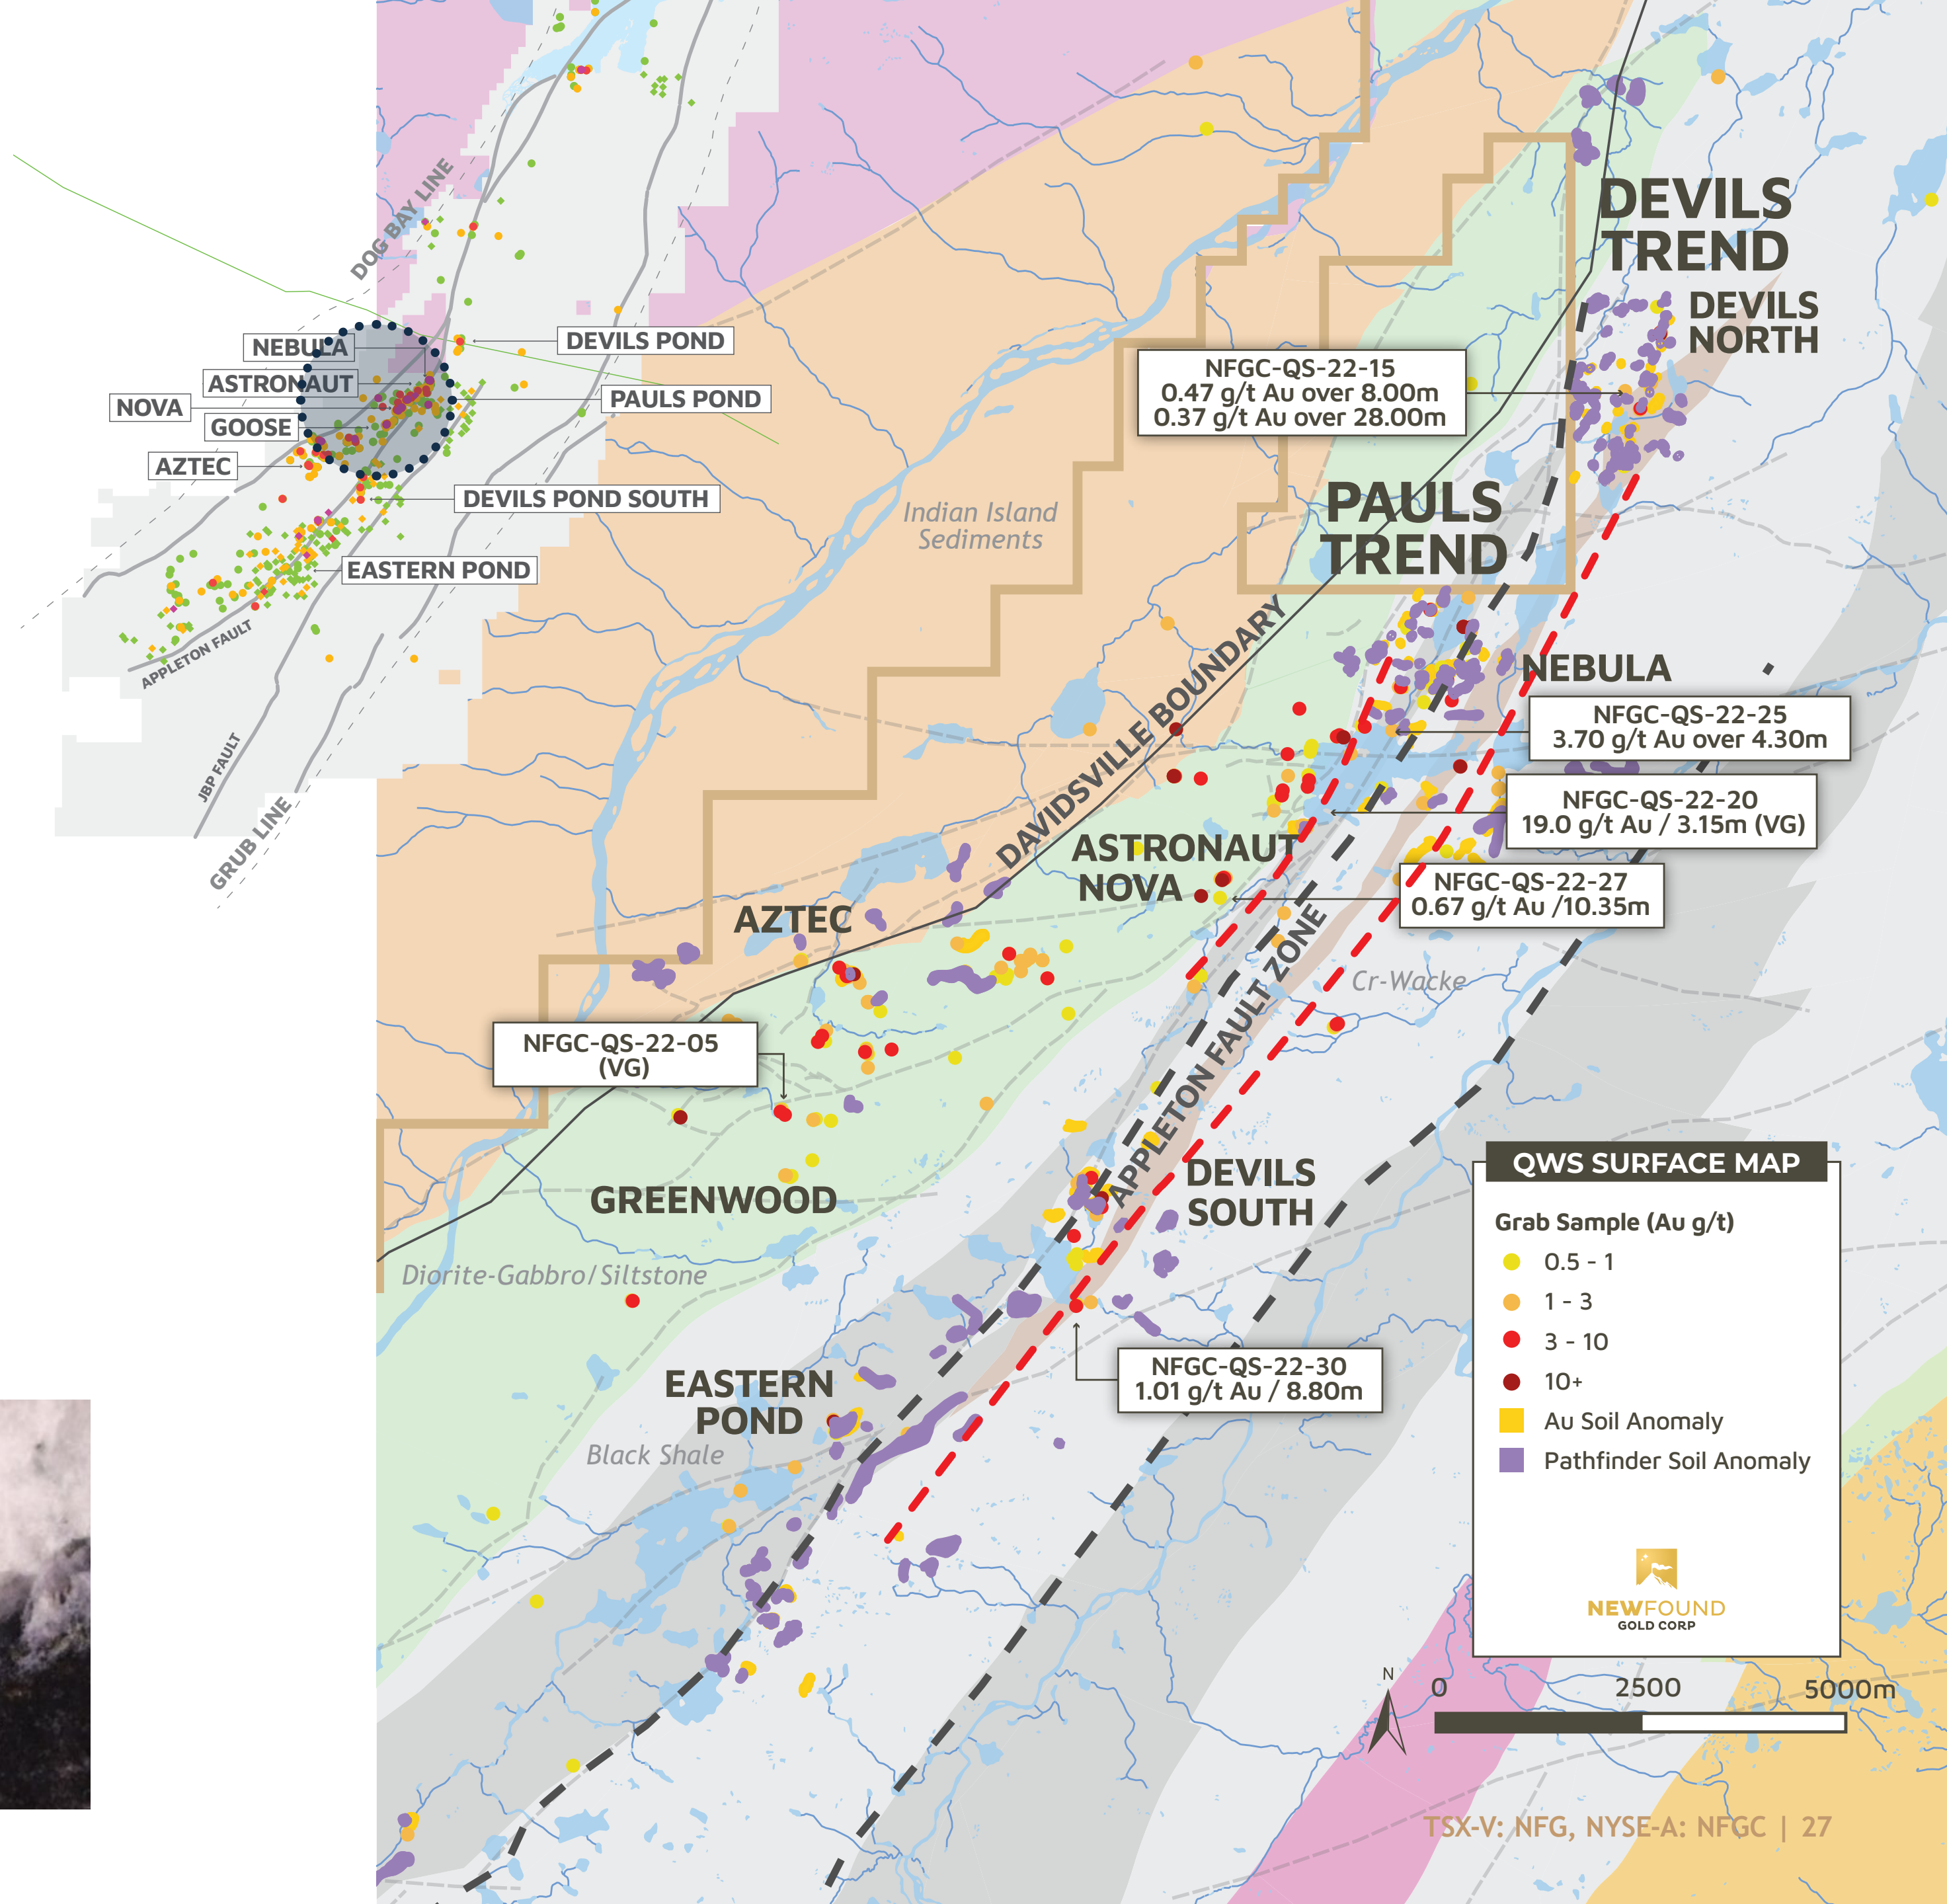 DOG BAY LINE
NEBULA
ASTRONAUT
NOVA
GOOSE
AZTEC
DEVILS POND
PAULS POND
DEVILS POND SOUTH
EASTERN POND
APPLETON FAULT
JBP FAULT
GRUB LINE
DEVILS
TREND
DEVILS
NORTH
NFGC-QS-22-15
0.47 g/t Au over 8.00m
0.37 g/t Au over 28.00m
Indian Island
Sediments
PAULS
TREND
DAVIDSVILLE BOUNDARY
NEBULA
NFGC-QS-22-25
3.70 g/t Au over 4.30m
NFGC-QS-22-20
19.0 g/t Au / 3.15m (VG)
ASTRONAUT
NOVA
NFGC-QS-22-27
0.67 g/t Au /10.35m
AZTEC
APPLETON FAULT ZONE
Cr-Wacke
NFGC-QS-22-05
(VG)
GREENWOOD
DEVILS
SOUTH
Diorite-Gabbro/Siltstone
NFGC-QS-22-30
1.01 g/t Au / 8.80m
EASTERN
POND
Black Shale
QWS SURFACE MAP
Grab Sample (Au g/t)
0.5 - 1
1 - 3
3 - 10
10+
Au Soil Anomaly
Pathfinder Soil Anomaly
NEWFOUND
GOLD CORP
N
0 2500 5000m
TSX-V: NFG, NYSE-A: NFGC | 27